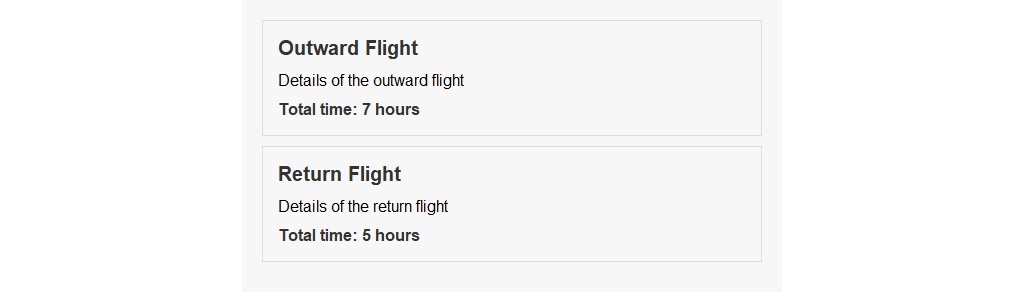 Outward Flight
Details of the outward flight
Total time: 7 hours
Return Flight
Details of the return flight
Total time: 5 hours